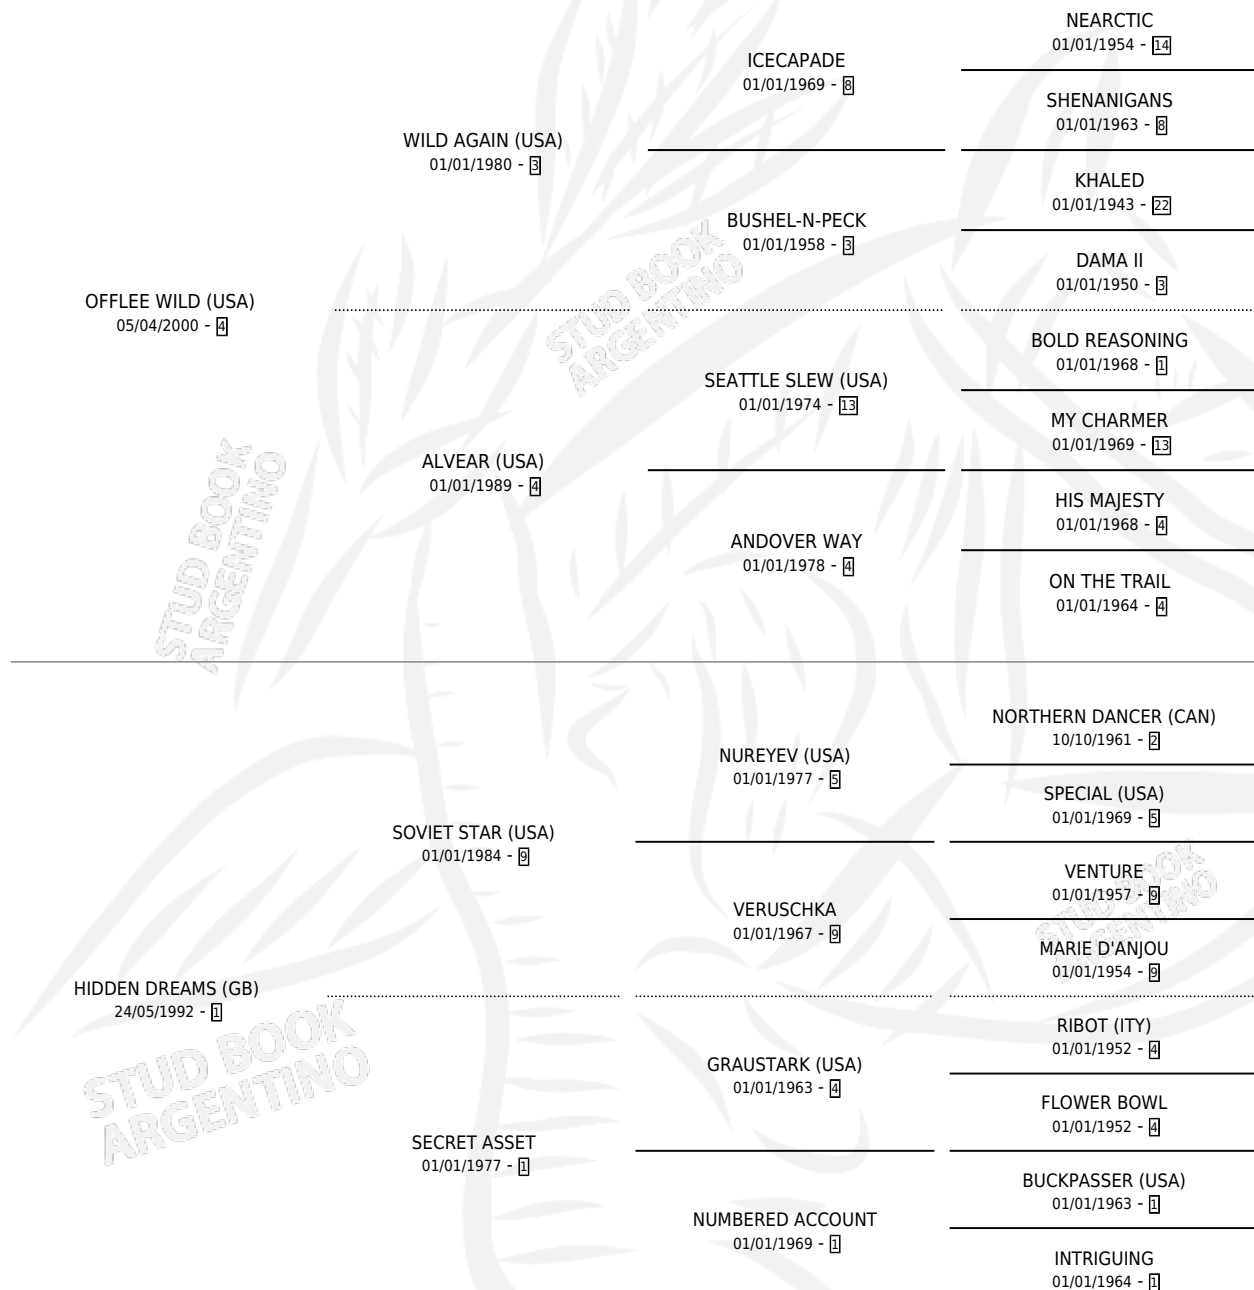 NEARCTIC
01/01/1954 - 14
ICECAPADE
01/01/1969 - 8
SHENANIGANS
01/01/1963 - 8
WILD AGAIN (USA)
01/01/1980 - 3
KHALED
01/01/1943 - 22
BUSHEL-N-PECK
01/01/1958 - 3
DAMA II
01/01/1950 - 3
OFFLEE WILD (USA)
05/04/2000 - 4
BOLD REASONING
01/01/1968 - 1
SEATTLE SLEW (USA)
01/01/1974 - 13
MY CHARMER
01/01/1969 - 13
ALVEAR (USA)
01/01/1989 - 4
HIS MAJESTY
01/01/1968 - 4
ANDOVER WAY
01/01/1978 - 4
ON THE TRAIL
01/01/1964 - 4
NORTHERN DANCER (CAN)
10/10/1961 - 2
NUREYEV (USA)
01/01/1977 - 5
SPECIAL (USA)
01/01/1969 - 5
SOVIET STAR (USA)
01/01/1984 - 9
VENTURE
01/01/1957 - 9
VERUSCHKA
01/01/1967 - 9
MARIE D'ANJOU
01/01/1954 - 9
HIDDEN DREAMS (GB)
24/05/1992 - 1
RIBOT (ITY)
01/01/1952 - 4
GRAUSTARK (USA)
01/01/1963 - 4
FLOWER BOWL
01/01/1952 - 4
SECRET ASSET
01/01/1977 - 1
BUCKPASSER (USA)
01/01/1963 - 1
NUMBERED ACCOUNT
01/01/1969 - 1
INTRIGUING
01/01/1964 - 1
STUD BOOK
ARGENTINO
STUD BOOK
ARGENTINO
STUD BOOK
ARGENTINO
STUD BOOK
ARGENTINO